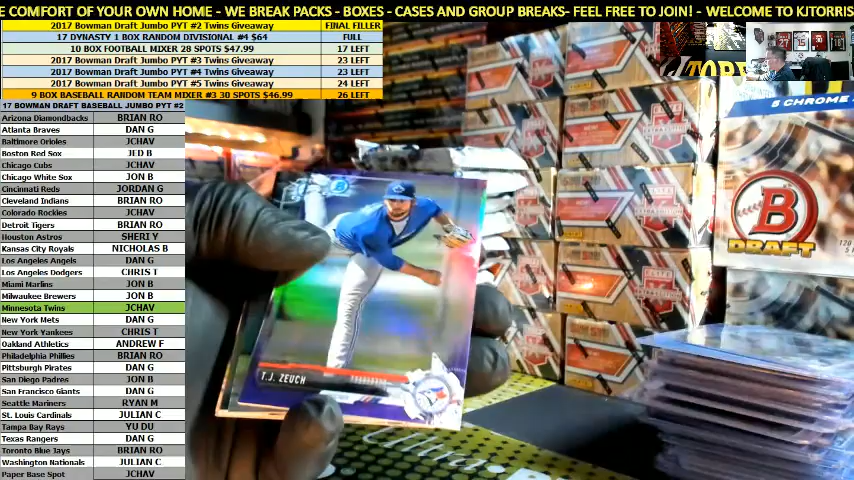 E COMFORT OF YOUR OWN HOME - WE BREAK PACKS - BOXES - CASES AND GROUP BREAKS- FEEL FREE TO JOIN! - WELCOME TO KJTORRIS
2017 Bowman Draft Jumbo PYT #2 Twins Giveaway FINAL FILLER
17 DYNASTY 1 BOX RANDOM DIVISIONAL #4 $64 FULL
10 BOX FOOTBALL MIXER 28 SPOTS $47.99 17 LEFT
2017 Bowman Draft Jumbo PYT #3 Twins Giveaway 23 LEFT
2017 Bowman Draft Jumbo PYT #4 Twins Giveaway 23 LEFT
2017 Bowman Draft Jumbo PYT #5 Twins Giveaway 24 LEFT
9 BOX BASEBALL RANDOM TEAM MIXER #3 30 SPOTS $46.99 26 LEFT
17 BOWMAN DRAFT BASEBALL JUMBO PYT #2
Arizona Diamondbacks BRIAN RO
Atlanta Braves DAN G
Baltimore Orioles JCHAV
Boston Red Sox JED B
Chicago Cubs JCHAV
Chicago White Sox JON B
Cincinnati Reds JORDAN G
Cleveland Indians BRIAN RO
Colorado Rockies JCHAV
Detroit Tigers BRIAN RO
Houston Astros SHERI Y
Kansas City Royals NICHOLAS B
Los Angeles Angels DAN G
Los Angeles Dodgers CHRIS T
Miami Marlins JON B
Milwaukee Brewers JON B
Minnesota Twins JCHAV
New York Mets DAN G
New York Yankees CHRIS T
Oakland Athletics ANDREW F
Philadelphia Phillies BRIAN RO
Pittsburgh Pirates DAN G
San Diego Padres JON B
San Francisco Giants DAN G
Seattle Mariners RYAN M
St. Louis Cardinals JULIAN C
Tampa Bay Rays YU DU
Texas Rangers DAN G
Toronto Blue Jays BRIAN RO
Washington Nationals JULIAN C
Paper Base Spot JCHAV
T.J. ZEUCH
5 CHROME
B
DRAFT